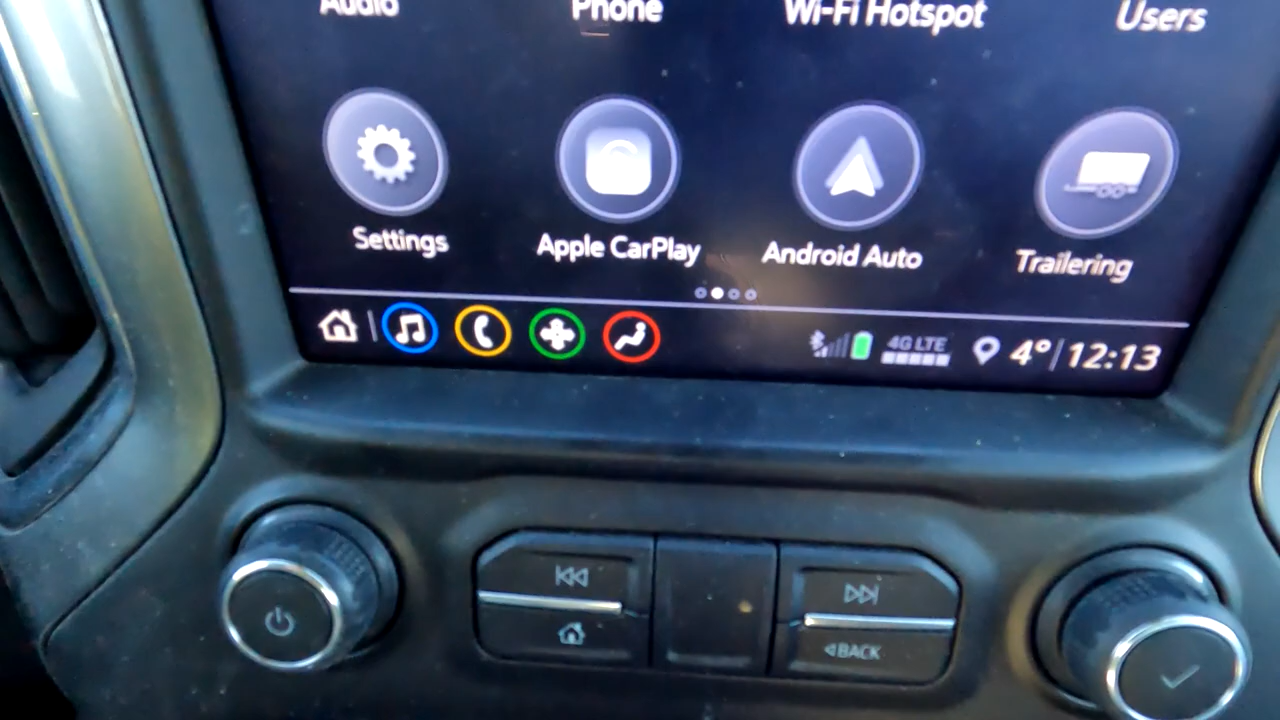 Audio Phone Wi-Fi Hotspot Users
Settings Apple CarPlay Android Auto Trailering
4G LTE 4° 12:13
BACK